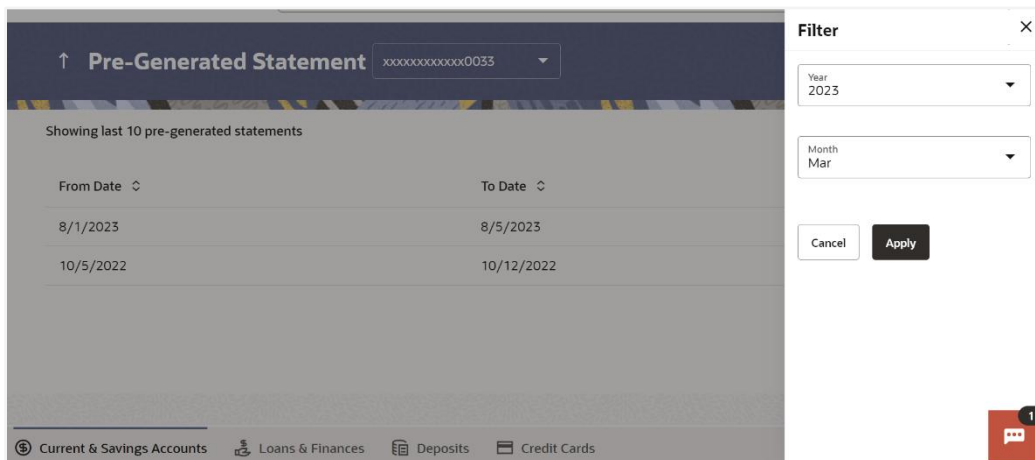 Pre-Generated Statement xxxxxxxxxxxx0033
Showing last 10 pre-generated statements
From Date To Date
8/1/2023 8/5/2023
10/5/2022 10/12/2022
Current & Savings Accounts Loans & Finances Deposits Credit Cards
Filter
Year
2023
Month
Mar
Cancel Apply
1